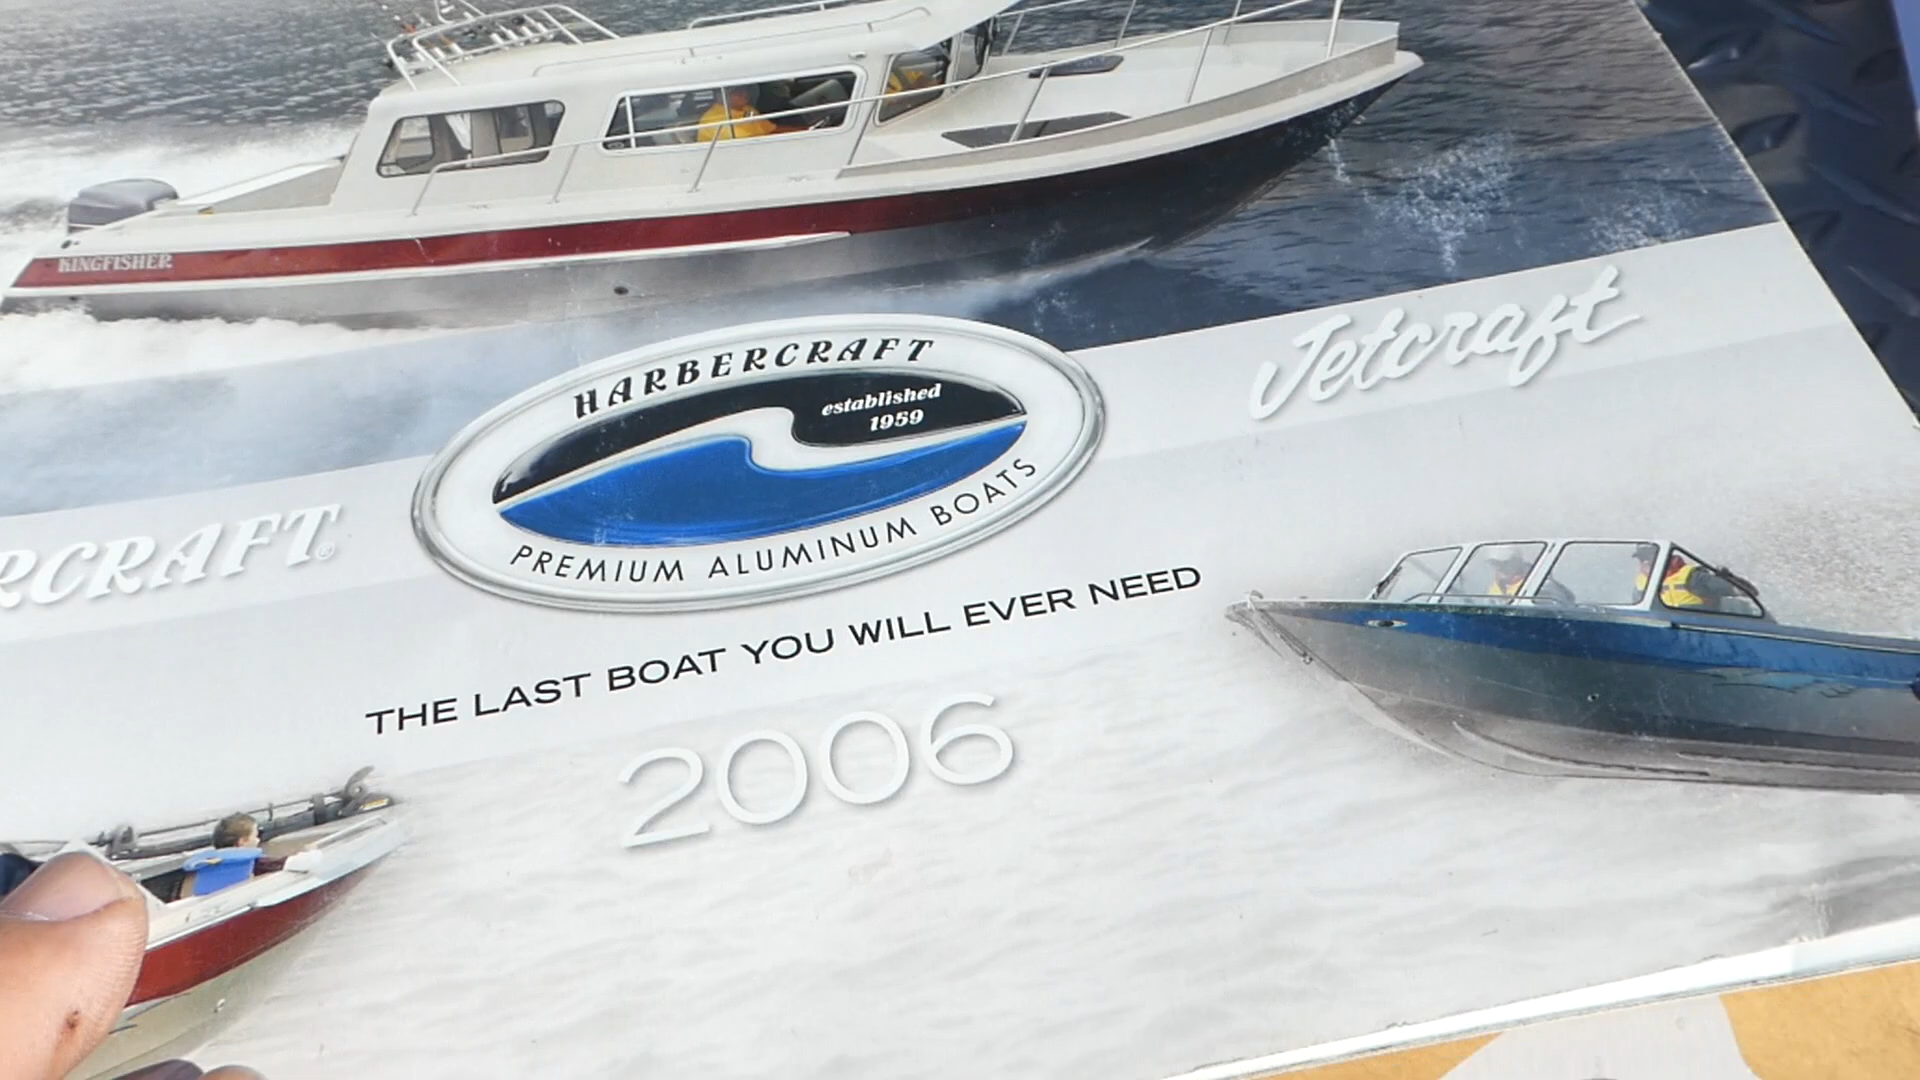 KINGFISHER
Jetcraft
HARBERCRAFT
established
1959
PREMIUM ALUMINUM BOATS
RCRAFT®
THE LAST BOAT YOU WILL EVER NEED
2006